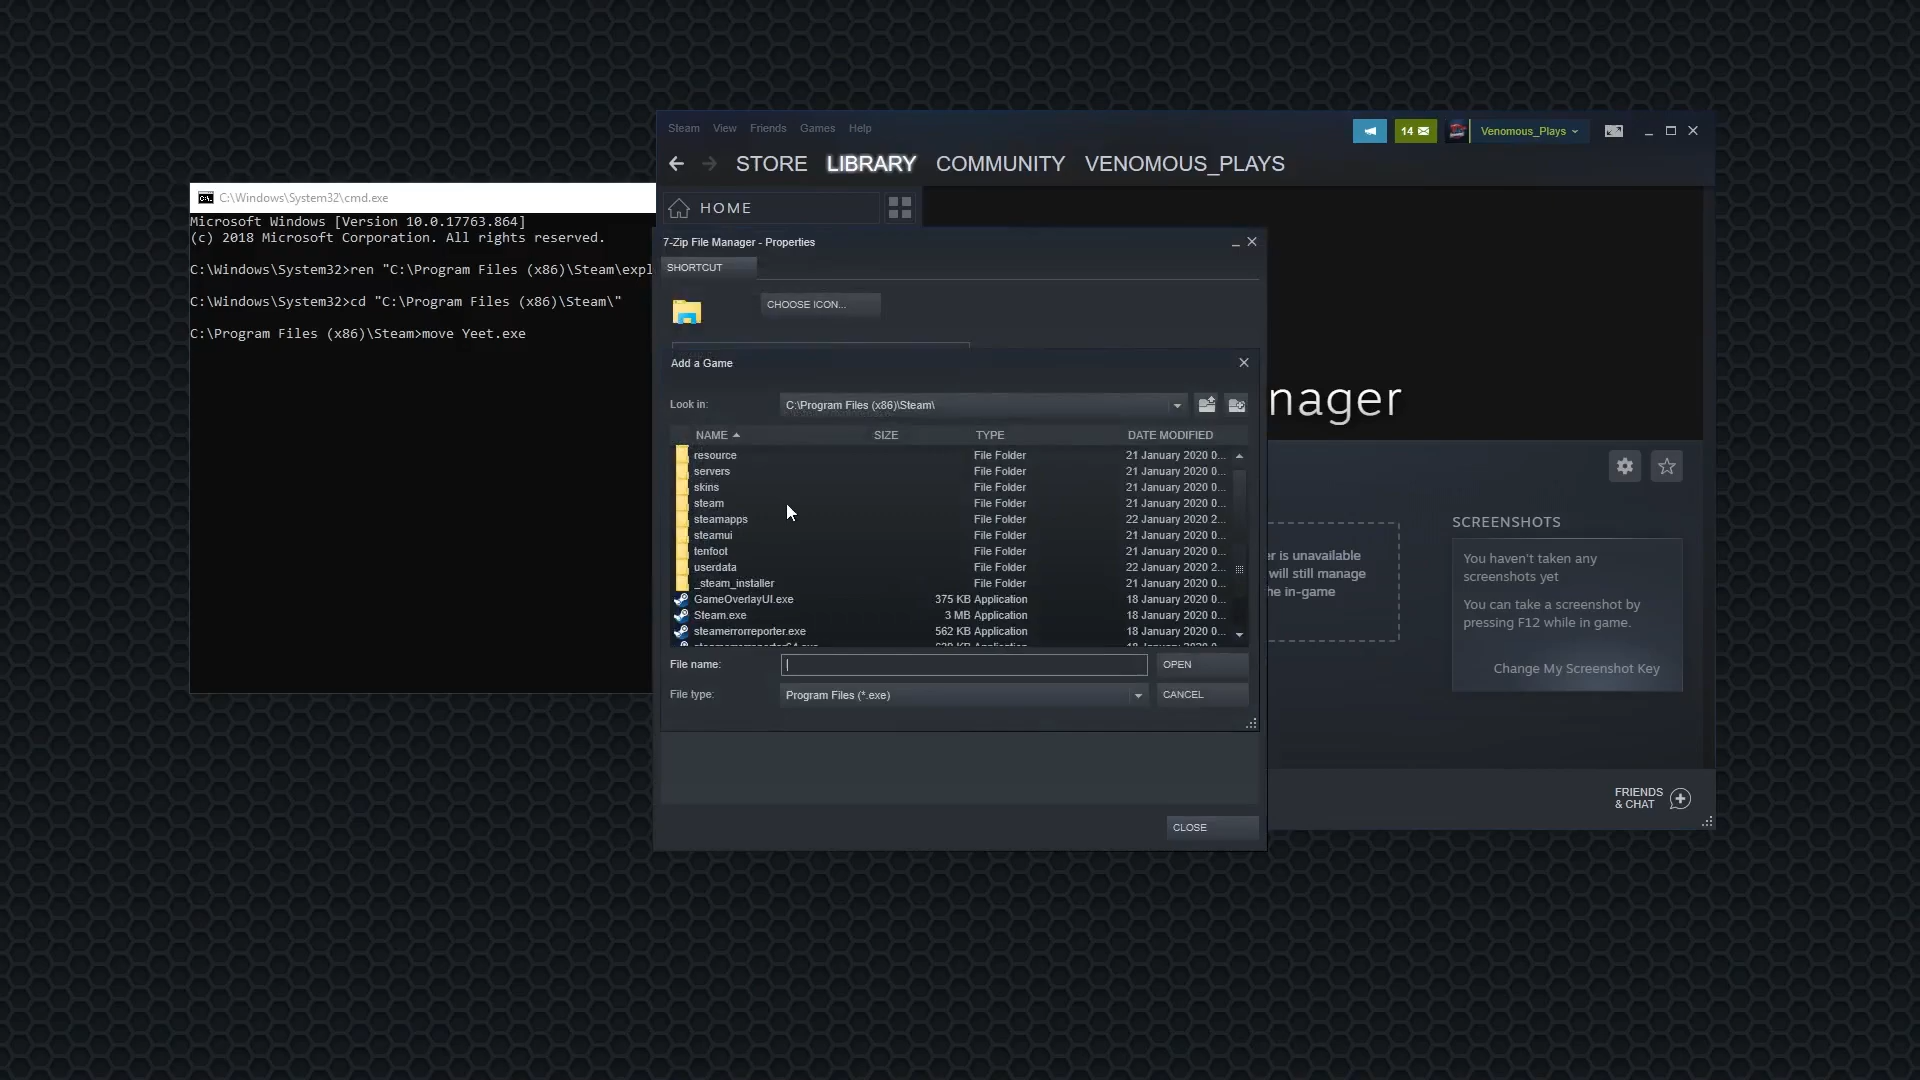 Steam View Friends Games Help
14
Venomous_Plays
STORE LIBRARY COMMUNITY VENOMOUS_PLAYS
HOME
C:\Windows\System32\cmd.exe
Microsoft Windows [Version 10.0.17763.864]
(c) 2018 Microsoft Corporation. All rights reserved.
C:\Windows\System32>ren "C:\Program Files (x86)\Steam\expl
C:\Windows\System32>cd "C:\Program Files (x86)\Steam\"
C:\Program Files (x86)\Steam>move Yeet.exe
7-Zip File Manager - Properties
SHORTCUT
CHOOSE ICON...
Add a Game
Look in: C:\Program Files (x86)\Steam\
NAME SIZE TYPE DATE MODIFIED
resource File Folder 21 January 2020 0...
servers File Folder 21 January 2020 0...
skins File Folder 21 January 2020 0...
steam File Folder 21 January 2020 0...
steamapps File Folder 22 January 2020 2...
steamui File Folder 21 January 2020 0...
tenfoot File Folder 21 January 2020 0...
userdata File Folder 22 January 2020 2...
_steam_installer File Folder 21 January 2020 0...
GameOverlayUI.exe 375 KB Application 18 January 2020 0...
Steam.exe 3 MB Application 18 January 2020 0...
steamerrorreporter.exe 562 KB Application 18 January 2020 0...
File name: OPEN
File type: Program Files (*.exe) CANCEL
CLOSE
nager
er is unavailable
will still manage
he in-game
SCREENSHOTS
You haven't taken any
screenshots yet
You can take a screenshot by
pressing F12 while in game.
Change My Screenshot Key
FRIENDS
& CHAT